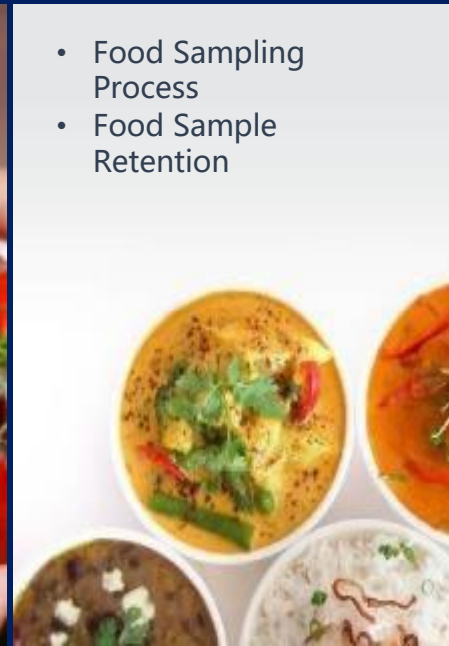 • Food Sampling
Process
• Food Sample
Retention